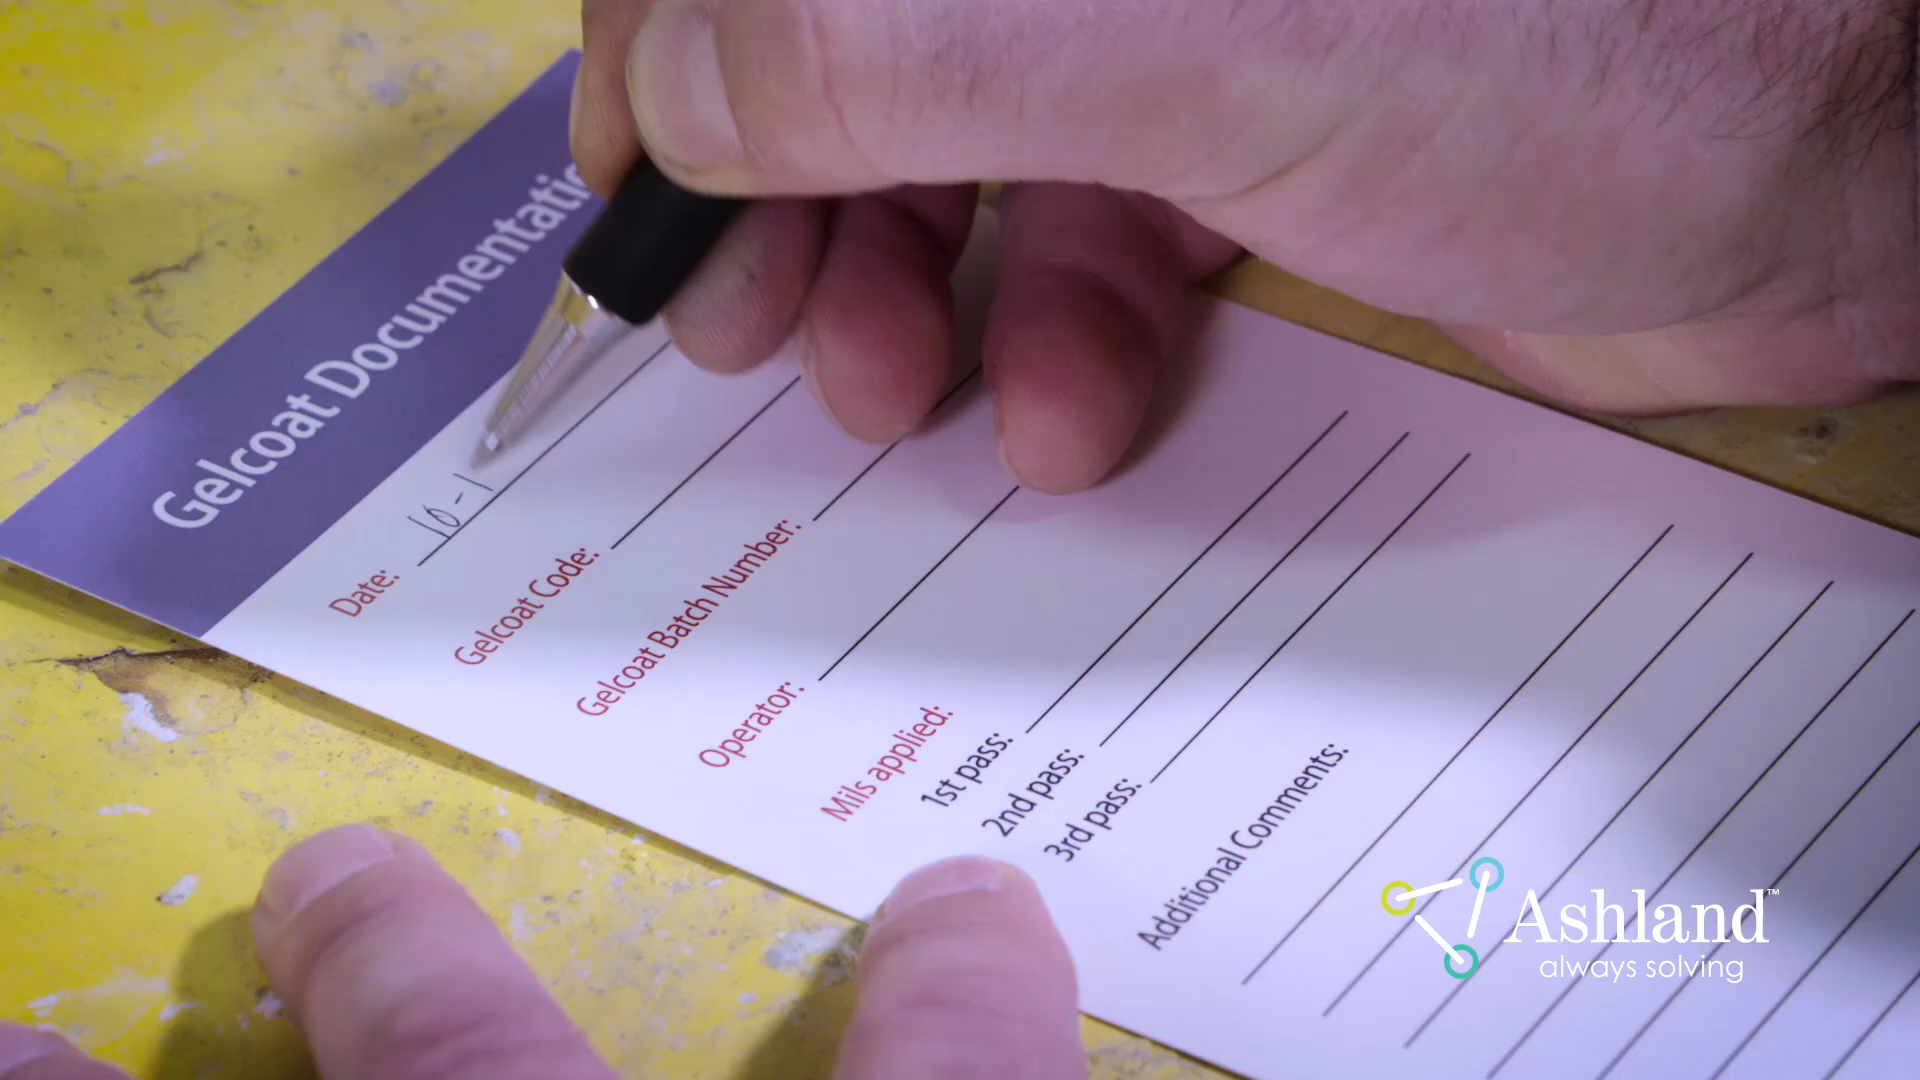 Gelcoat Documentatio
Date: 10-1
Gelcoat Code:
Gelcoat Batch Number:
Operator:
Mils applied:
1st pass:
2nd pass:
3rd pass:
Additional Comments:
Ashland™
always solving